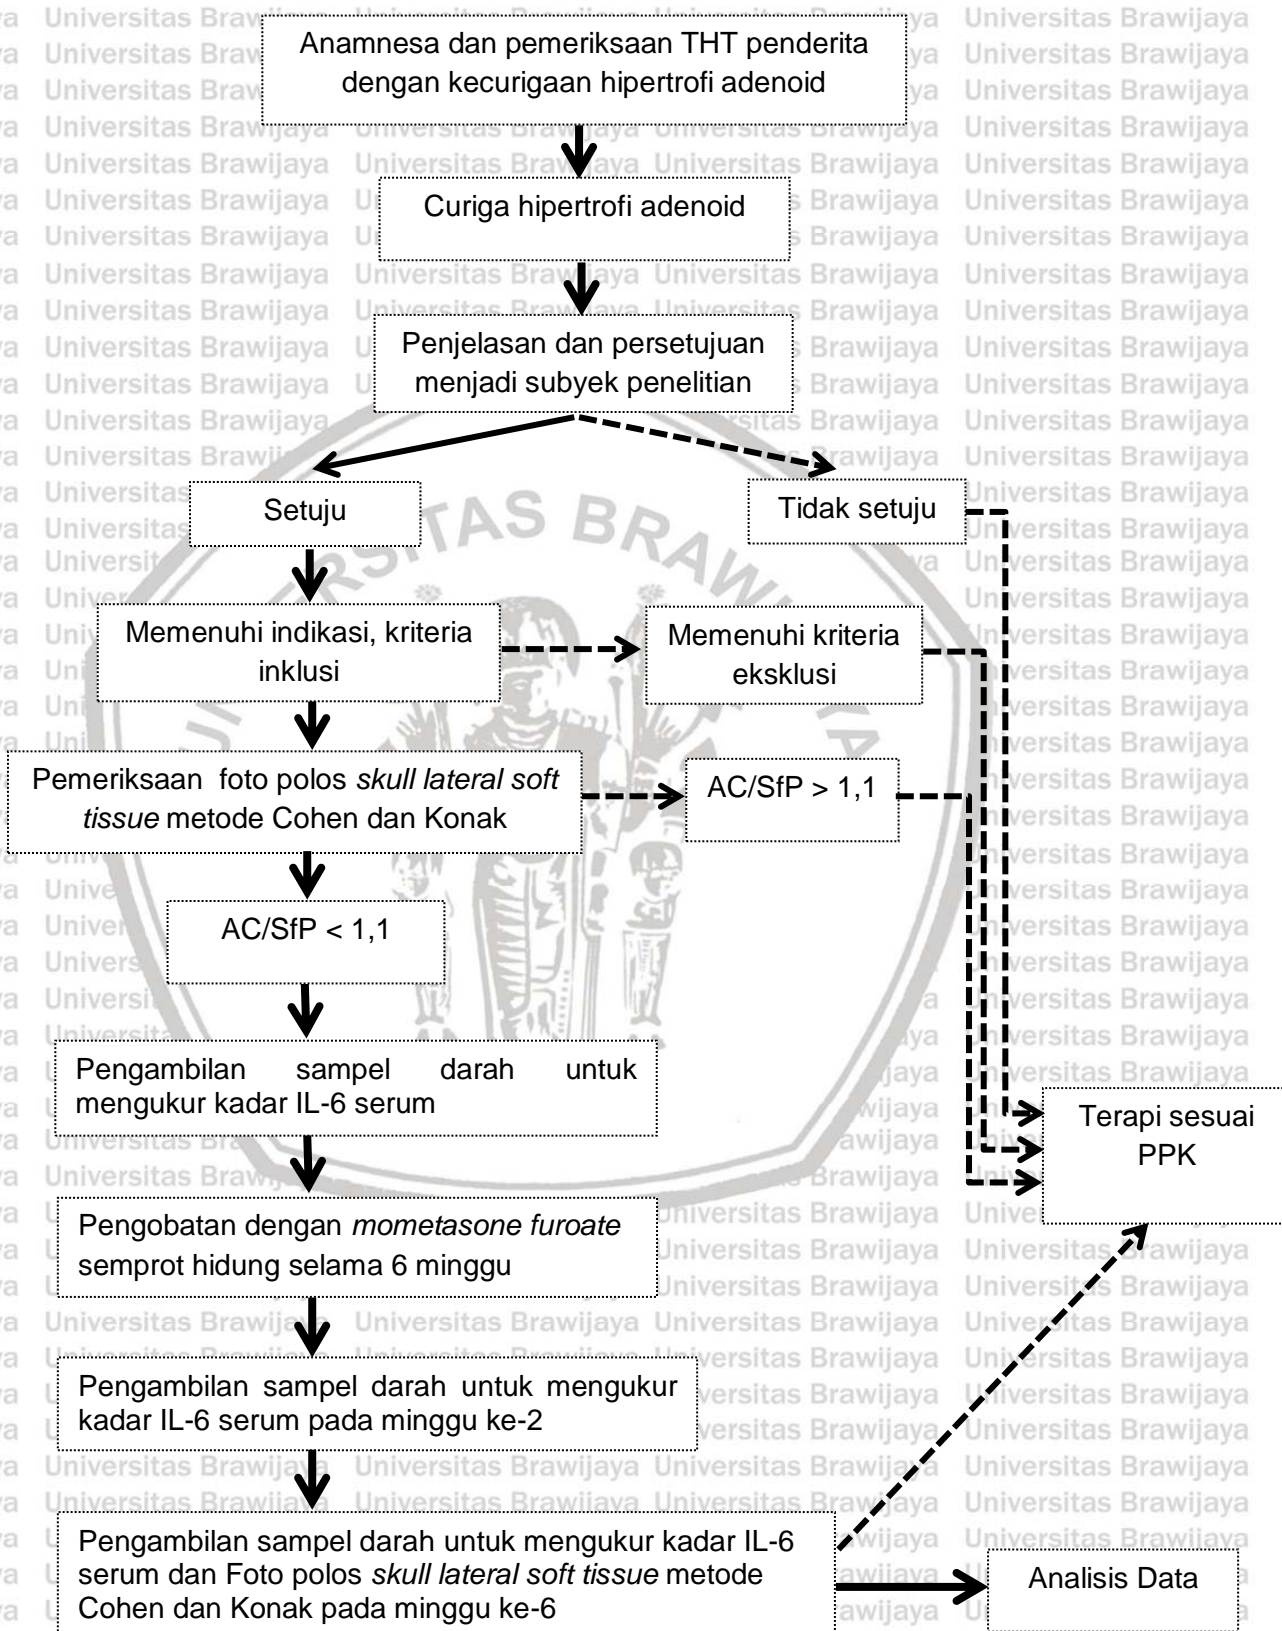 Anamnesa dan pemeriksaan THT penderita
dengan kecurigaan hipertrofi adenoid
Curiga hipertrofi adenoid
Penjelasan dan persetujuan
menjadi subyek penelitian
Setuju
Tidak setuju
Memenuhi indikasi, kriteria
inklusi
Memenuhi kriteria
eksklusi
Pemeriksaan foto polos skull lateral soft
tissue metode Cohen dan Konak
AC/SfP > 1,1
AC/SfP < 1,1
Pengambilan sampel darah untuk
mengukur kadar IL-6 serum
Terapi sesuai
PPK
Pengobatan dengan mometasone furoate
semprot hidung selama 6 minggu
Pengambilan sampel darah untuk mengukur
kadar IL-6 serum pada minggu ke-2
Pengambilan sampel darah untuk mengukur kadar IL-6
serum dan Foto polos skull lateral soft tissue metode
Cohen dan Konak pada minggu ke-6
Analisis Data